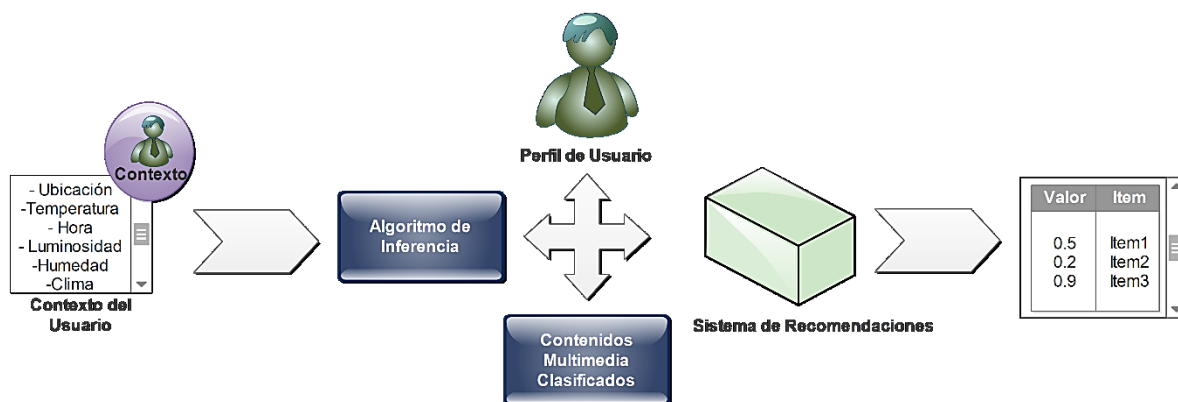 Contexto
- Ubicación
-Temperatura
- Hora
- Luminosidad
-Humedad
-Clima
Contexto del
Usuario
Algoritmo de
Inferencia
Perfil de Usuario
Contenidos
Multimedia
Clasificados
Sistema de Recomendaciones
Valor Item
0.5 Item1
0.2 Item2
0.9 Item3